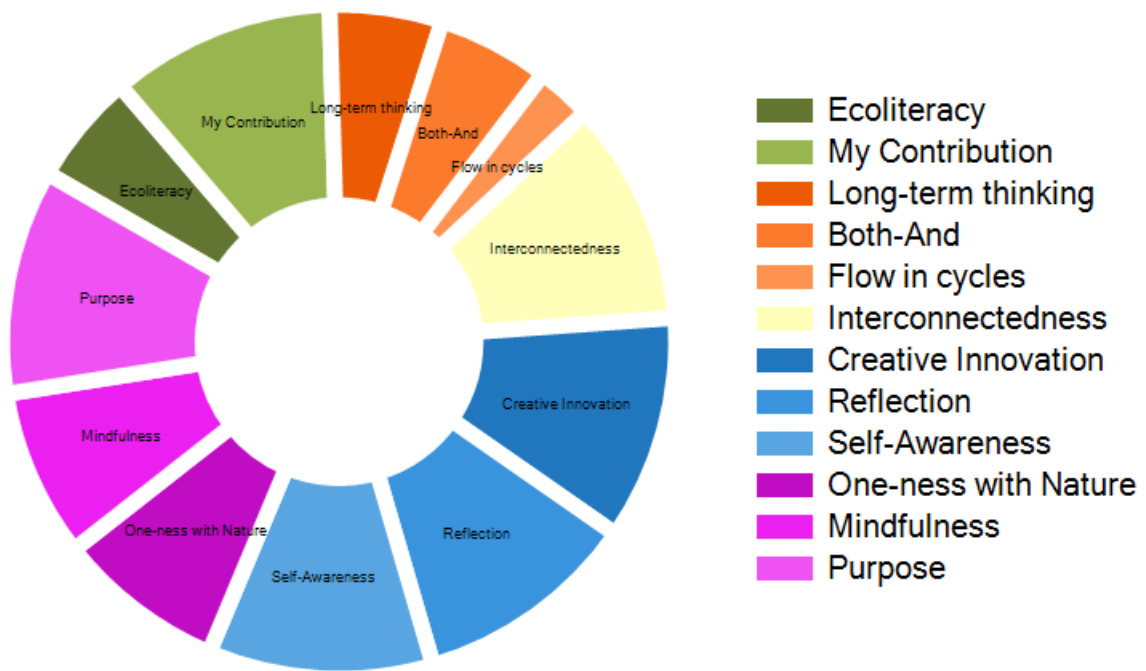 Long-term thinking
My Contribution
Both-And
Flow in cycles
Ecoliteracy
Interconnectedness
Purpose
Creative Innovation
Mindfulness
One-ness with Nature
Reflection
Self-Awareness
Ecoliteracy
My Contribution
Long-term thinking
Both-And
Flow in cycles
Interconnectedness
Creative Innovation
Reflection
Self-Awareness
One-ness with Nature
Mindfulness
Purpose